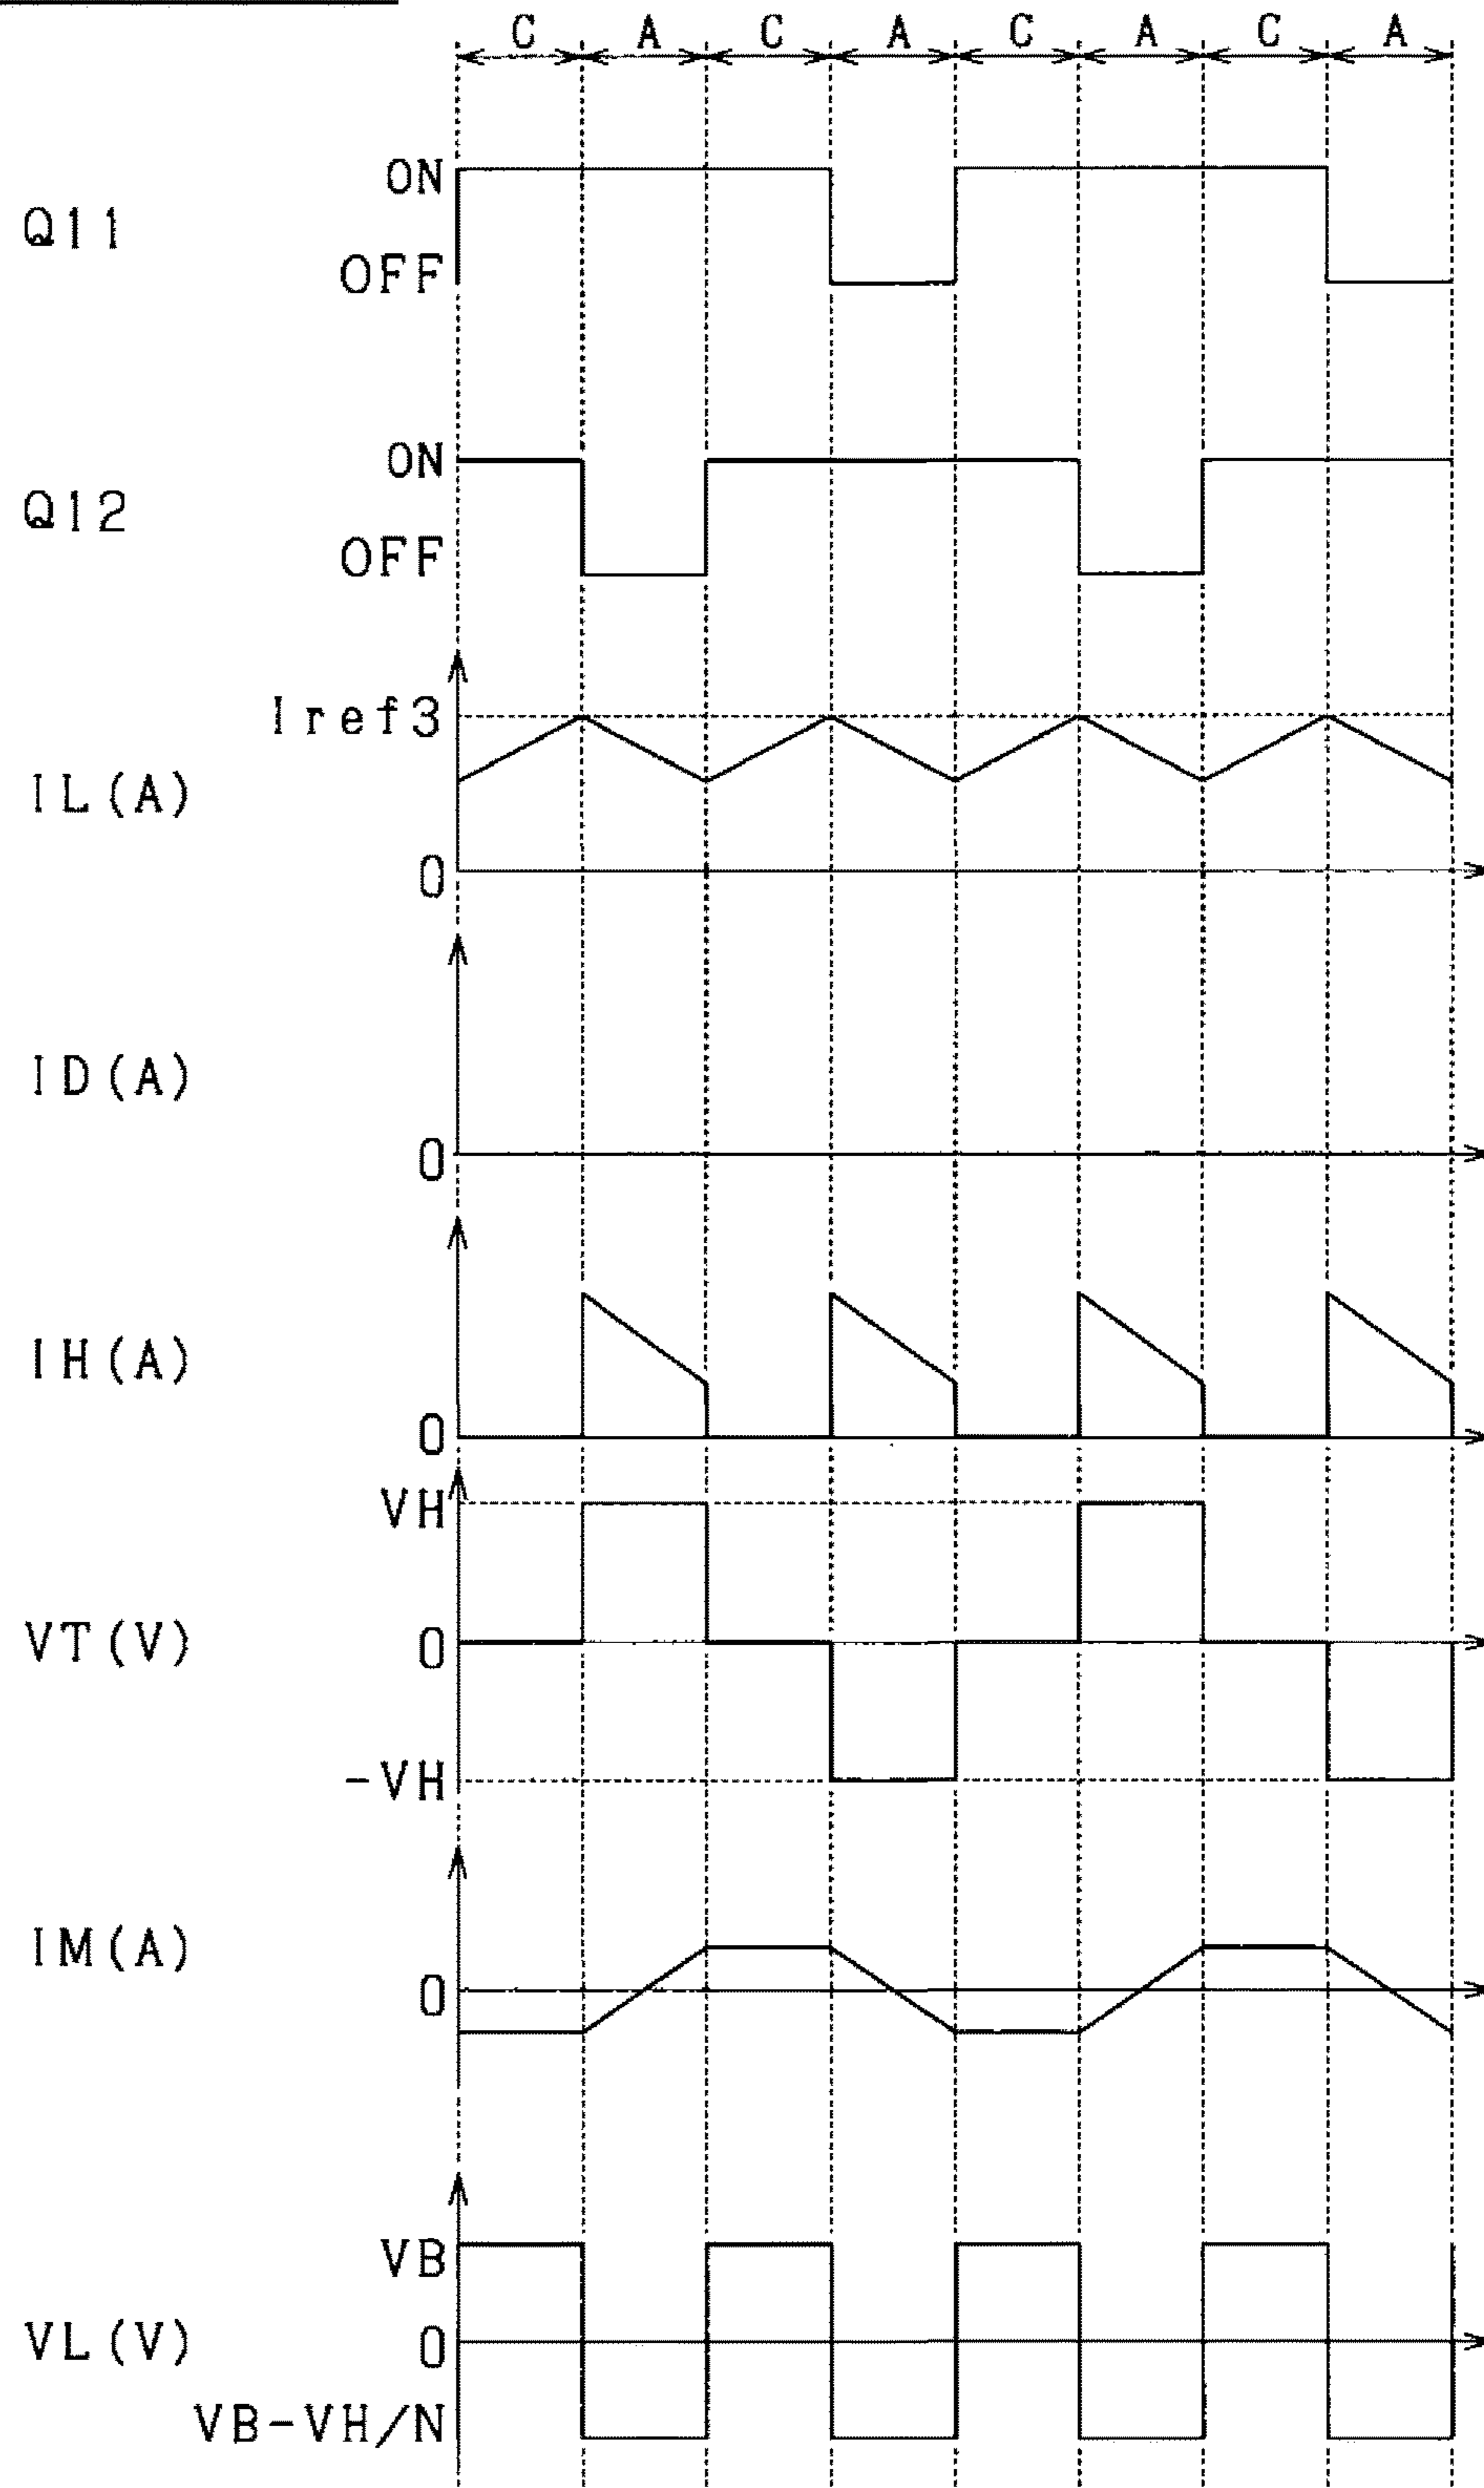 C A C A C A C A
ON
Q11
OFF
ON
Q12
OFF
Iref3
IL(A)
0
ID(A)
0
IH(A)
0
VH
VT(V)
0
-VH
IM(A)
0
VB
VL(V)
0
VB-VH/N